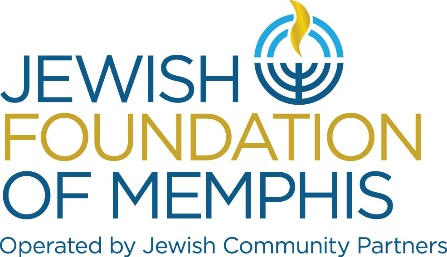 JEWISH
FOUNDATION
OF MEMPHIS
Operated by Jewish Community Partners